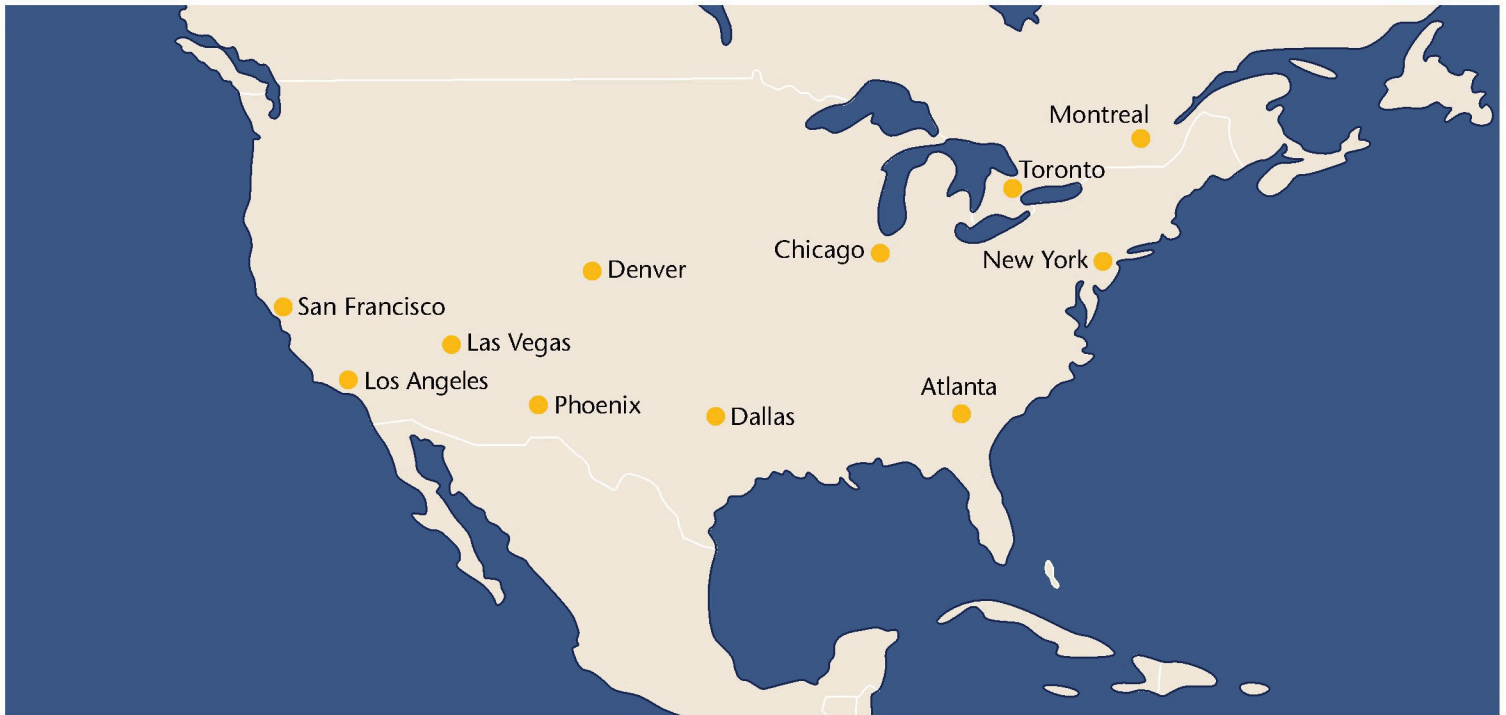 Montreal
Toronto
Chicago
New York
Denver
San Francisco
Las Vegas
Los Angeles
Atlanta
Phoenix
Dallas